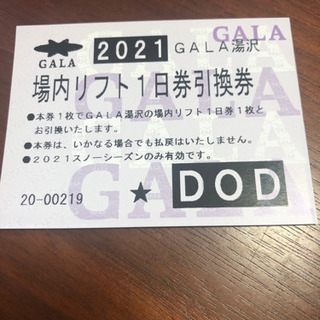 GALA
GALA 2021 GALA湯沢
場内リフト1日券引換券
●本券1枚でGALA湯沢の場内リフト1日券1枚と
お引換いたします。
●本券は、いかなる場合でも払戻はいたしません。
●2021スノーシーズンのみ有効です。
20-00219 ★ DOD